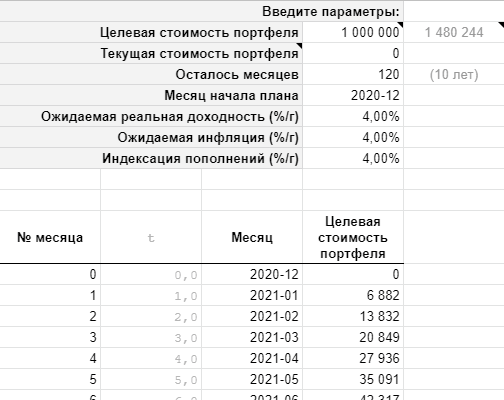 Введите параметры:
Целевая стоимость портфеля 1 000 000 1 480 244
Текущая стоимость портфеля 0
Осталось месяцев 120 (10 лет)
Месяц начала плана 2020-12
Ожидаемая реальная доходность (%/г) 4,00%
Ожидаемая инфляция (%/г) 4,00%
Индексация пополнений (%/г) 4,00%
№ месяца t Месяц Целевая стоимость портфеля
0 0,0 2020-12 0
1 1,0 2021-01 6 882
2 2,0 2021-02 13 832
3 3,0 2021-03 20 849
4 4,0 2021-04 27 936
5 5,0 2021-05 35 091
6 6,0 2021-06 42 317